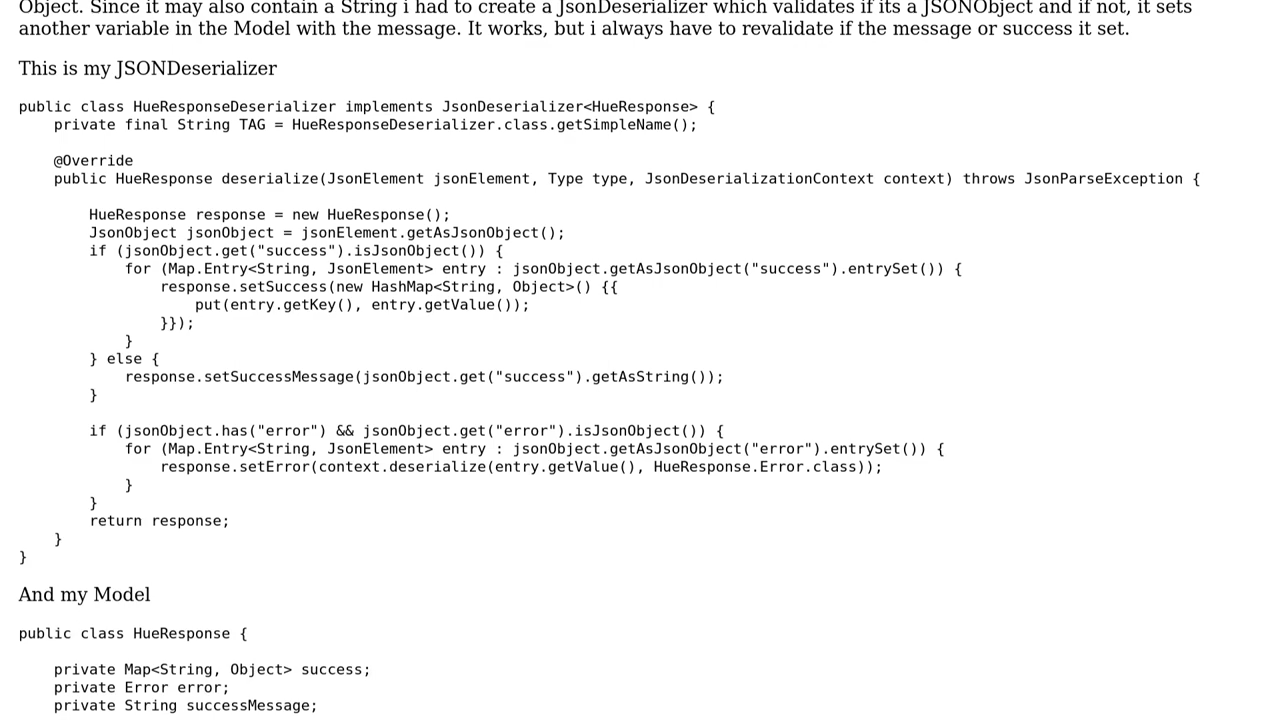 Object. Since it may also contain a String i had to create a JsonDeserializer which validates if its a JSONObject and if not, it sets
another variable in the Model with the message. It works, but i always have to revalidate if the message or success it set.
This is my JSONDeserializer
public class HueResponseDeserializer implements JsonDeserializer<HueResponse> {
    private final String TAG = HueResponseDeserializer.class.getSimpleName();
    @Override
    public HueResponse deserialize(JsonElement jsonElement, Type type, JsonDeserializationContext context) throws JsonParseException {
        HueResponse response = new HueResponse();
        JsonObject jsonObject = jsonElement.getAsJsonObject();
        if (jsonObject.get("success").isJsonObject()) {
            for (Map.Entry<String, JsonElement> entry : jsonObject.getAsJsonObject("success").entrySet()) {
                response.setSuccess(new HashMap<String, Object>() {{
                    put(entry.getKey(), entry.getValue());
                }});
            }
        } else {
            response.setSuccessMessage(jsonObject.get("success").getAsString());
        }
        if (jsonObject.has("error") && jsonObject.get("error").isJsonObject()) {
            for (Map.Entry<String, JsonElement> entry : jsonObject.getAsJsonObject("error").entrySet()) {
                response.setError(context.deserialize(entry.getValue(), HueResponse.Error.class));
            }
        }
        return response;
    }
}
And my Model
public class HueResponse {
    private Map<String, Object> success;
    private Error error;
    private String successMessage;